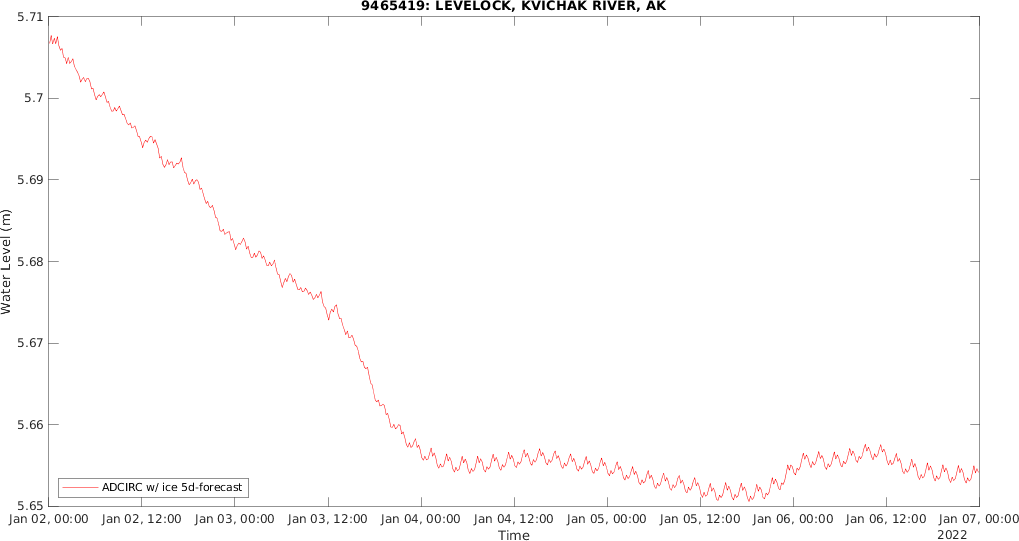 9465419: LEVELOCK, KVICHAK RIVER, AK
5.71
5.7
5.69
5.68
5.67
5.66
5.65
Water Level (m)
ADCIRC w/ ice 5d-forecast
Jan 02, 00:00 Jan 02, 12:00 Jan 03, 00:00 Jan 03, 12:00 Jan 04, 00:00 Jan 04, 12:00 Jan 05, 00:00 Jan 05, 12:00 Jan 06, 00:00 Jan 06, 12:00 Jan 07, 00:00
Time
2022